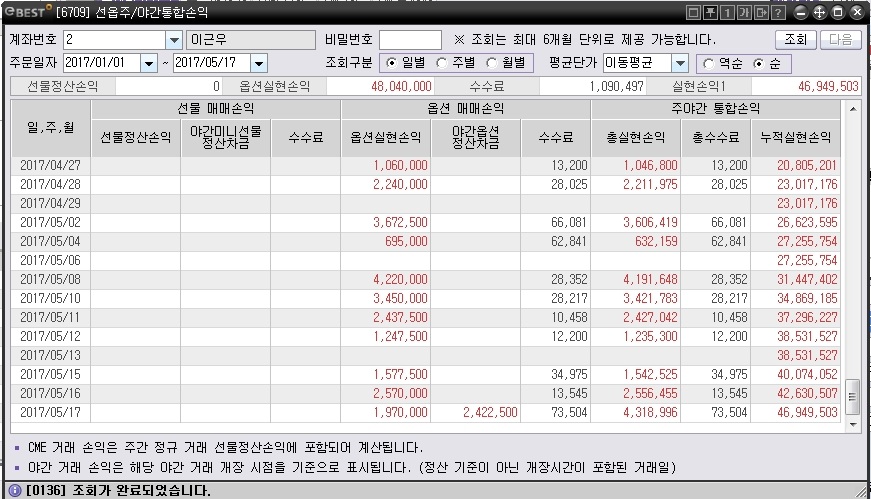 eBEST [6709] 선옵주/야간통합손익
계좌번호 2 이근우 비밀번호 ※ 조회는 최대 6개월 단위로 제공 가능합니다. 조회 다음
주문일자 2017/01/01 ~ 2017/05/17 조회구분 일별 주별 월별 평균단가 이동평균 역순 순
선물정산손익 0 옵션실현손익 48,040,000 수수료 1,090,497 실현손익1 46,949,503
일,주,월 선물 매매손익 옵션 매매손익 주야간 통합손익
선물정산손익 야간미니선물 정산차금 수수료 옵션실현손익 야간옵션 정산차금 수수료 총실현손익 총수수료 누적실현손익
2017/04/27 1,060,000 13,200 1,046,800 13,200 20,805,201
2017/04/28 2,240,000 28,025 2,211,975 28,025 23,017,176
2017/04/29 23,017,176
2017/05/02 3,672,500 66,081 3,606,419 66,081 26,623,595
2017/05/04 695,000 62,841 632,159 62,841 27,255,754
2017/05/06 27,255,754
2017/05/08 4,220,000 28,352 4,191,648 28,352 31,447,402
2017/05/10 3,450,000 28,217 3,421,783 28,217 34,869,185
2017/05/11 2,437,500 10,458 2,427,042 10,458 37,296,227
2017/05/12 1,247,500 12,200 1,235,300 12,200 38,531,527
2017/05/13 38,531,527
2017/05/15 1,577,500 34,975 1,542,525 34,975 40,074,052
2017/05/16 2,570,000 13,545 2,556,455 13,545 42,630,507
2017/05/17 1,970,000 2,422,500 73,504 4,318,996 73,504 46,949,503
▪ CME 거래 손익은 주간 정규 거래 선물정산손익에 포함되어 계산됩니다.
▪ 야간 거래 손익은 해당 야간 거래 개장 시점을 기준으로 표시됩니다. (정산 기준이 아닌 개장시간이 포함된 거래일)
[0136] 조회가 완료되었습니다.